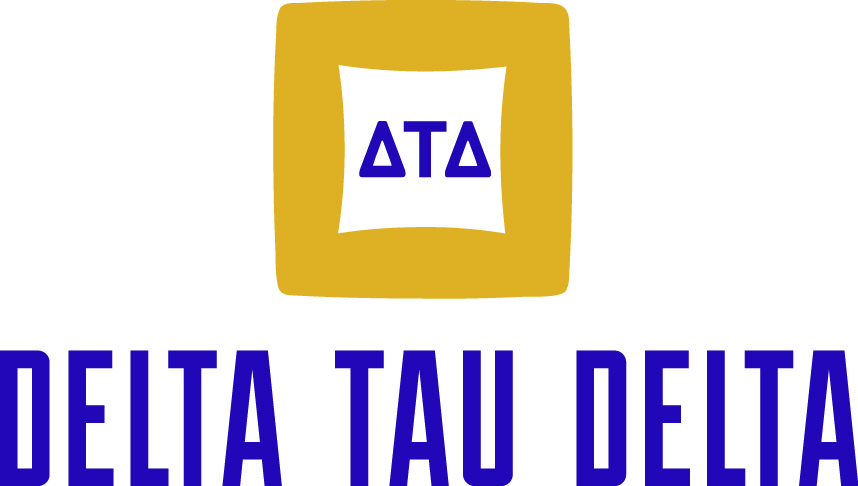 ΔΤΔ
DELTA TAU DELTA